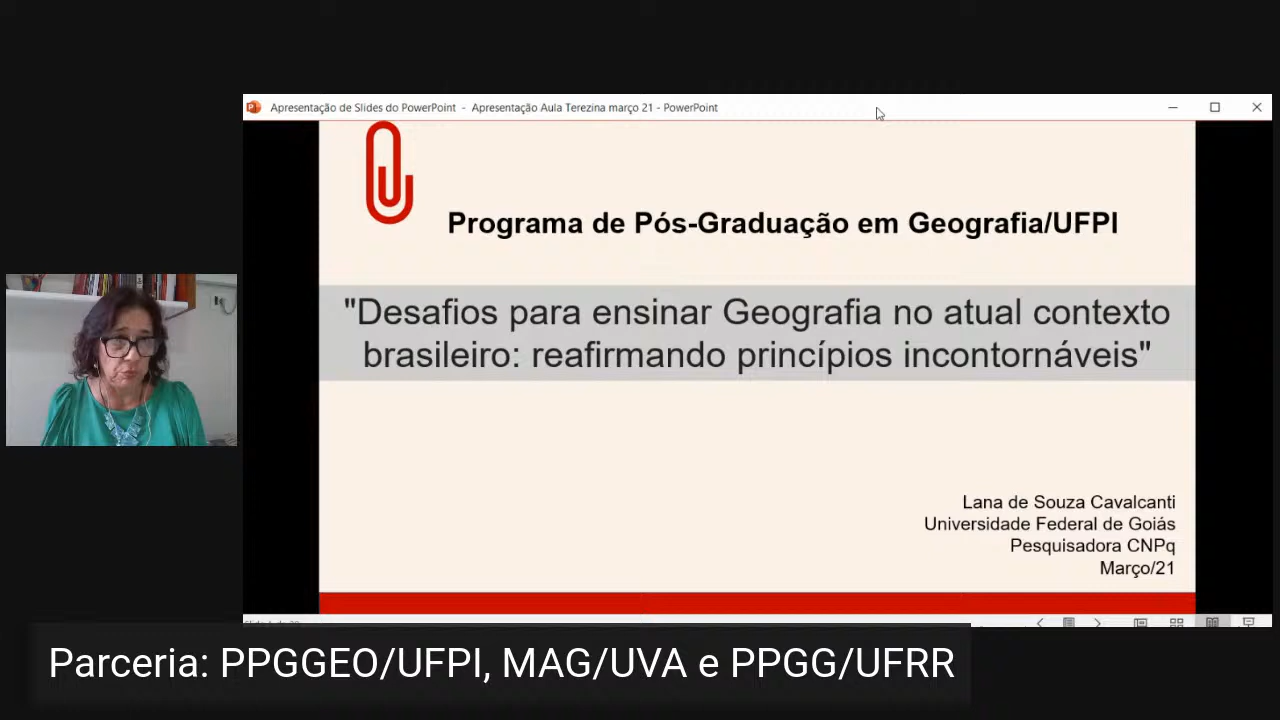 Apresentação de Slides do PowerPoint - Apresentação Aula Terezina março 21 - PowerPoint
Programa de Pós-Graduação em Geografia/UFPI
"Desafios para ensinar Geografia no atual contexto
brasileiro: reafirmando princípios incontornáveis"
Lana de Souza Cavalcanti
Universidade Federal de Goiás
Pesquisadora CNPq
Março/21
Parceria: PPGGEO/UFPI, MAG/UVA e PPGG/UFRR